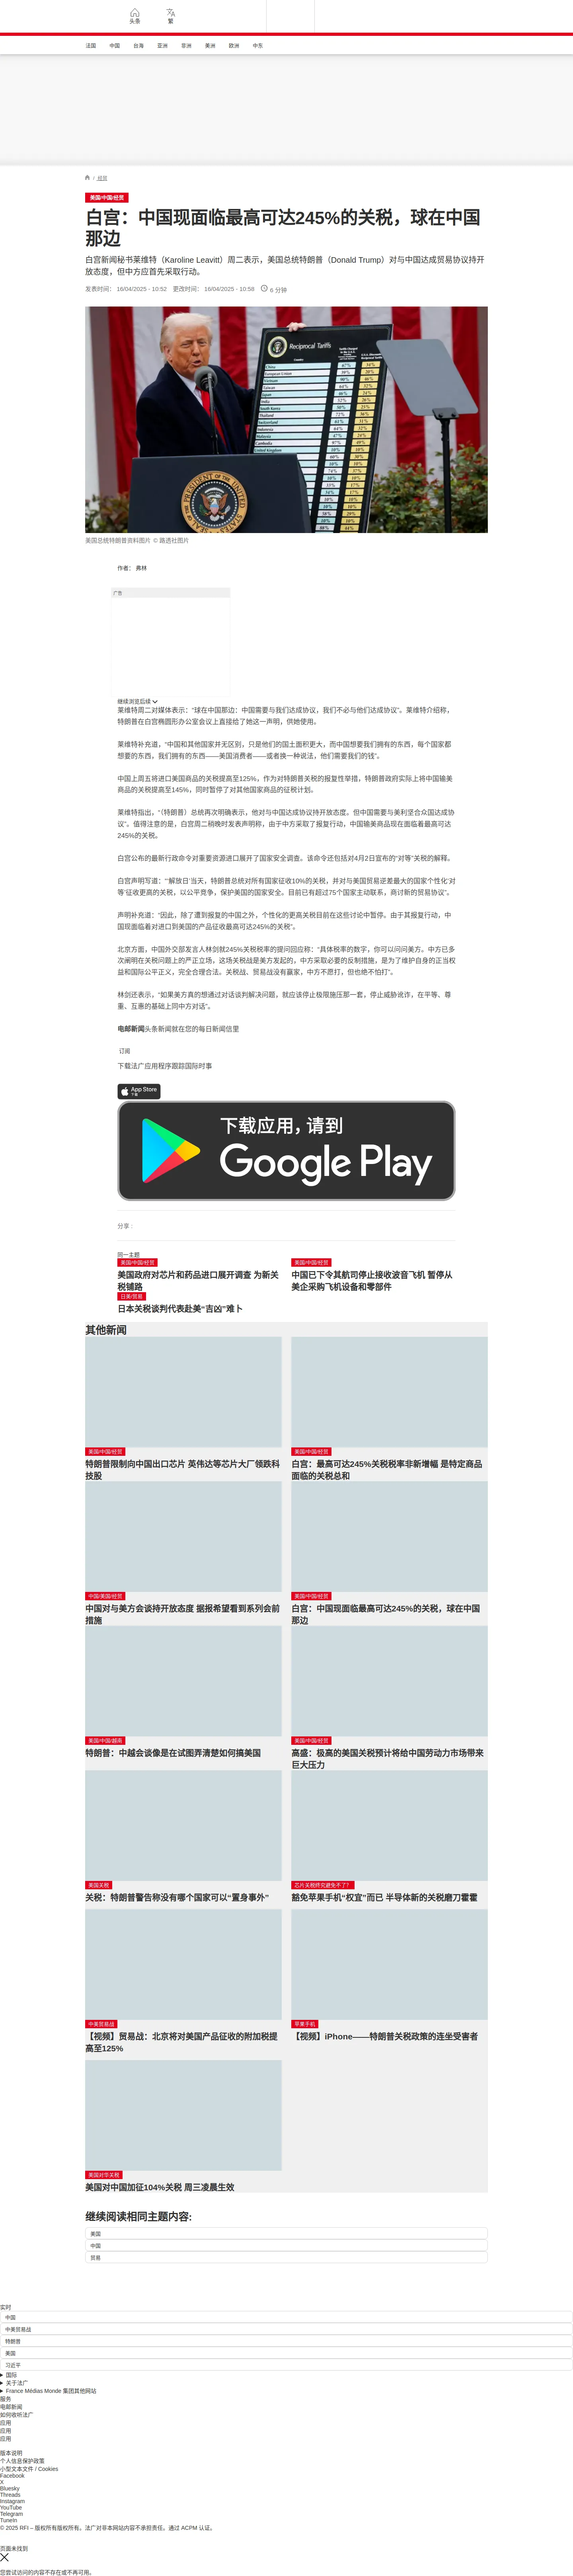 头条
繁
法国
中国
台海
亚洲
非洲
美洲
欧洲
中东
/ 经贸
美国/中国/经贸
白宫：中国现面临最高可达245%的关税，球在中国
那边
白宫新闻秘书莱维特（Karoline Leavitt）周二表示，美国总统特朗普（Donald Trump）对与中国达成贸易协议持开
放态度，但中方应首先采取行动。
发表时间： 16/04/2025 - 10:52 更改时间： 16/04/2025 - 10:58 6 分钟
Reciprocal Tariffs
Country
China
European Union
Vietnam
Taiwan
Japan
India
South Korea
Thailand
Switzerland
Indonesia
Malaysia
Cambodia
United Kingdom
67% 34%
美国总统特朗普资料图片 © 路透社图片
作者： 弗林
广告
继续浏览后续
莱维特周二对媒体表示：“球在中国那边：中国需要与我们达成协议，我们不必与他们达成协议”。莱维特介绍称，
特朗普在白宫椭圆形办公室会议上直接给了她这一声明，供她使用。
莱维特补充道，“中国和其他国家并无区别，只是他们的国土面积更大，而中国想要我们拥有的东西，每个国家都
想要的东西，我们拥有的东西——美国消费者——或者换一种说法，他们需要我们的钱”。
中国上周五将进口美国商品的关税提高至125%，作为对特朗普关税的报复性举措，特朗普政府实际上将中国输美
商品的关税提高至145%，同时暂停了对其他国家商品的征税计划。
莱维特指出，“（特朗普）总统再次明确表示，他对与中国达成协议持开放态度。但中国需要与美利坚合众国达成协
议”。值得注意的是，白宫周二稍晚时发表声明称，由于中方采取了报复行动，中国输美商品现在面临着最高可达
245%的关税。
白宫公布的最新行政命令对重要资源进口展开了国家安全调查。该命令还包括对4月2日宣布的“对等”关税的解释。
白宫声明写道：“‘解放日’当天，特朗普总统对所有国家征收10%的关税，并对与美国贸易逆差最大的国家个性化‘对
等’征收更高的关税，以公平竞争，保护美国的国家安全。目前已有超过75个国家主动联系，商讨新的贸易协议”。
声明补充道：“因此，除了遭到报复的中国之外，个性化的更高关税目前在这些讨论中暂停。由于其报复行动，中
国现面临着对进口到美国的产品征收最高可达245%的关税”。
北京方面，中国外交部发言人林剑就245%关税税率的提问回应称：“具体税率的数字，你可以问问美方。中方已多
次阐明在关税问题上的严正立场，这场关税战是美方发起的，中方采取必要的反制措施，是为了维护自身的正当权
益和国际公平正义，完全合理合法。关税战、贸易战没有赢家，中方不愿打，但也绝不怕打”。
林剑还表示，“如果美方真的想通过对话谈判解决问题，就应该停止极限施压那一套，停止威胁讹诈，在平等、尊
重、互惠的基础上同中方对话”。
电邮新闻头条新闻就在您的每日新闻信里
订阅
下载法广应用程序跟踪国际时事
App Store
下载
下载应用，请到
Google Play
分享 :
同一主题
美国/中国/经贸
美国政府对芯片和药品进口展开调查 为新关
税铺路
美国/中国/经贸
中国已下令其航司停止接收波音飞机 暂停从
美企采购飞机设备和零部件
日美/贸易
日本关税谈判代表赴美“吉凶”难卜
其他新闻
美国/中国/经贸
特朗普限制向中国出口芯片 英伟达等芯片大厂领跌科
技股
美国/中国/经贸
白宫：最高可达245%关税税率非新增幅 是特定商品
面临的关税总和
中国/美国/经贸
中国对与美方会谈持开放态度 据报希望看到系列会前
措施
美国/中国/经贸
白宫：中国现面临最高可达245%的关税，球在中国
那边
美国/中国/越南
特朗普：中越会谈像是在试图弄清楚如何搞美国
美国/中国/经贸
高盛：极高的美国关税预计将给中国劳动力市场带来
巨大压力
美国关税
关税：特朗普警告称没有哪个国家可以“置身事外”
芯片关税终究避免不了？
豁免苹果手机“权宜”而已 半导体新的关税磨刀霍霍
中美贸易战
【视频】贸易战：北京将对美国产品征收的附加税提
高至125%
苹果手机
【视频】iPhone——特朗普关税政策的连坐受害者
美国对华关税
美国对中国加征104%关税 周三凌晨生效
继续阅读相同主题内容:
美国
中国
贸易
实时
中国
中美贸易战
特朗普
美国
习近平
国际
关于法广
France Médias Monde 集团其他网站
服务
电邮新闻
如何收听法广
应用
应用
应用
版本说明
个人信息保护政策
小型文本文件 / Cookies
Facebook
X
Bluesky
Threads
Instagram
YouTube
Telegram
TuneIn
© 2025 RFI – 版权所有版权所有。法广对非本网站内容不承担责任。通过 ACPM 认证。
页面未找到
您尝试访问的内容不存在或不再可用。